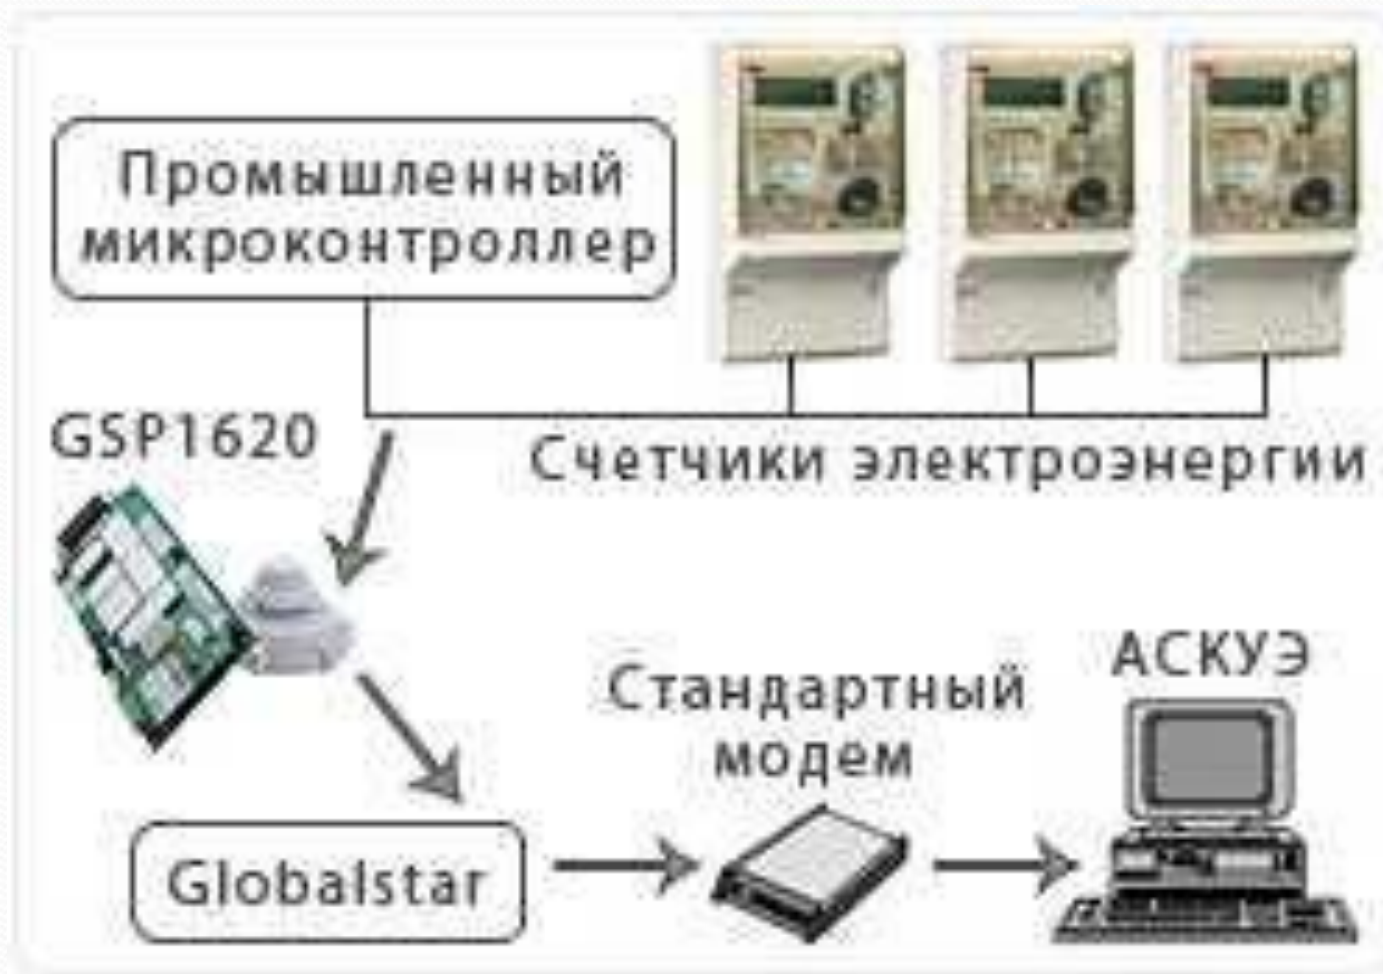 Промышленный
микроконтроллер
GSP1620
Счетчики электроэнергии
АСКУЭ
Стандартный
модем
Globalstar